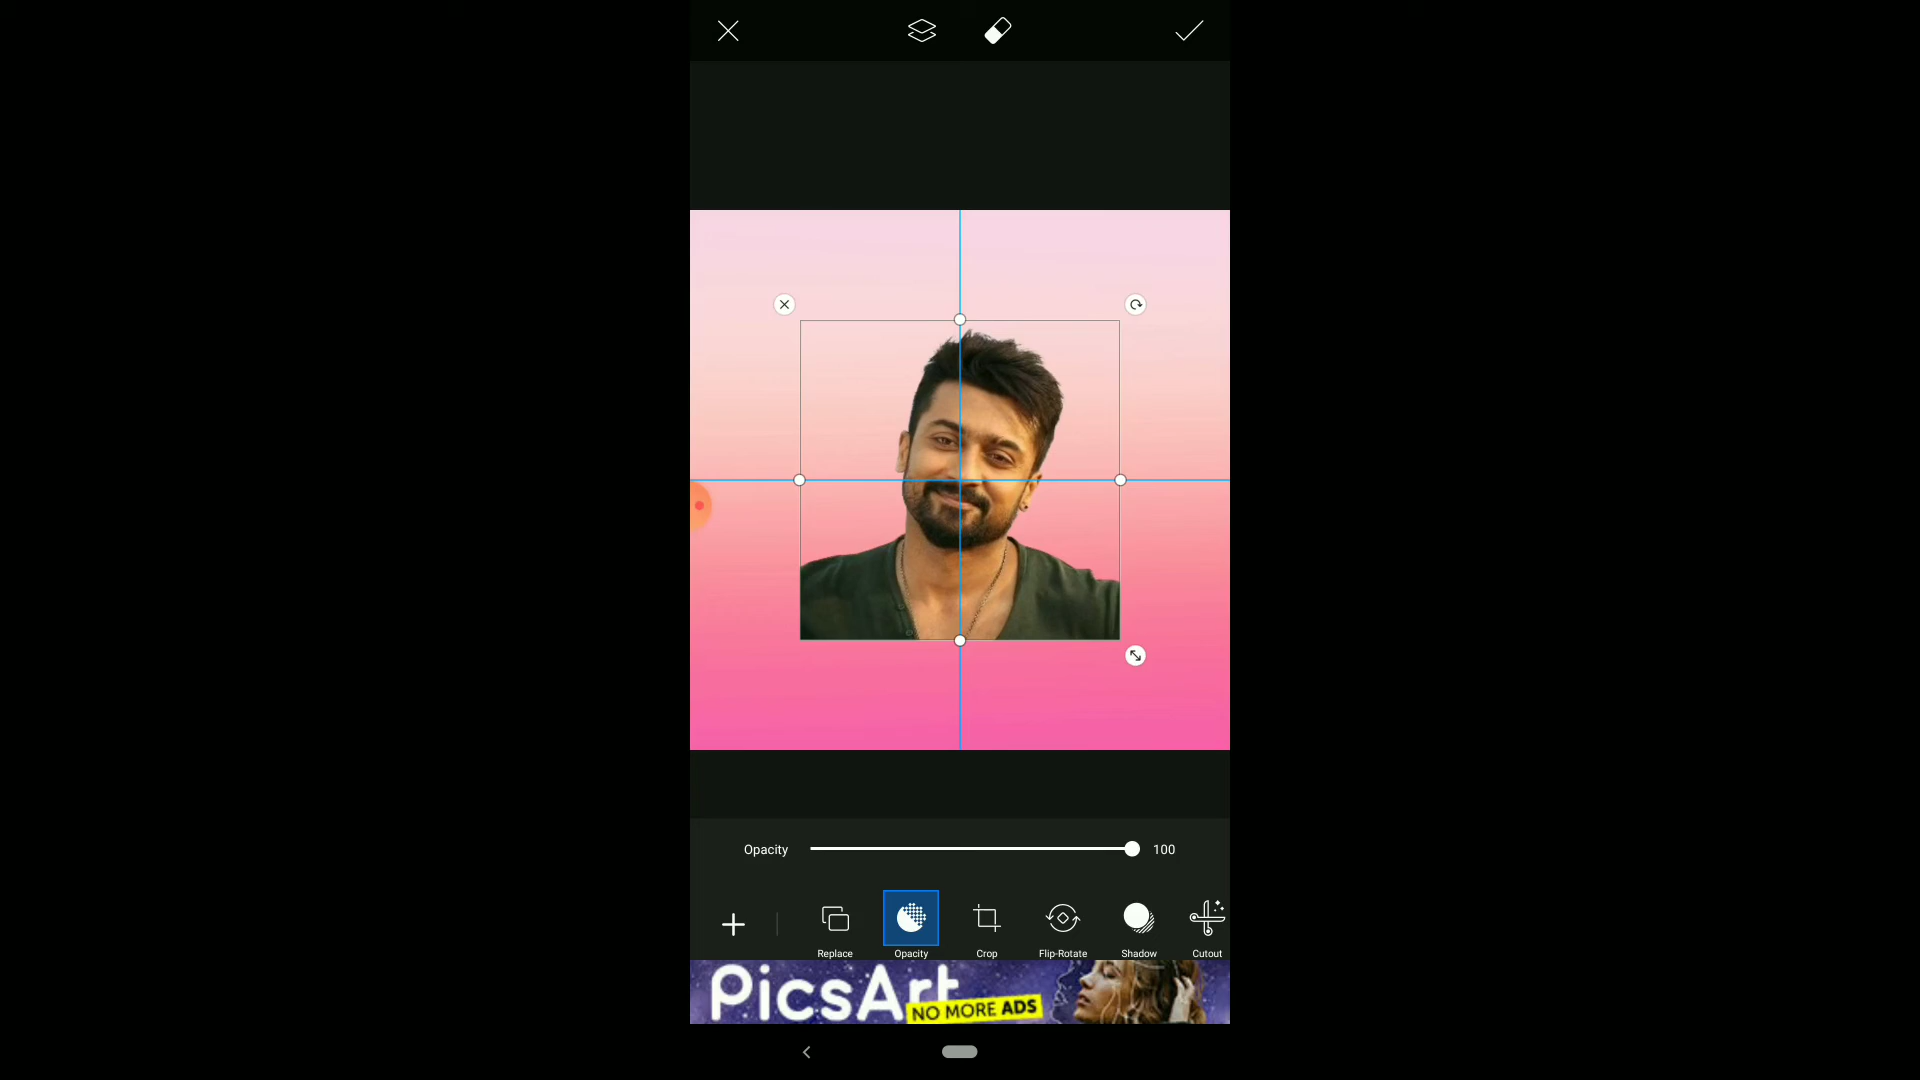 Opacity 100
Replace Opacity Crop Flip-Rotate Shadow Cutout
PicsArt
NO MORE ADS